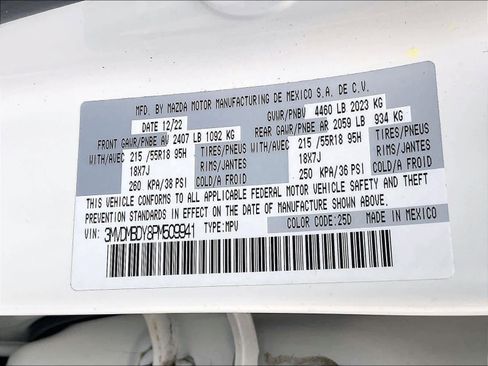 MFD. BY MAZDA MOTOR MANUFACTURING DE MEXICO S.A. DE C.V.
DATE 12/22 GVWR/PNBV 4460 LB 2023 KG
FRONT GAWR/PNBE AV 2407 LB 1092 KG REAR GAWR/PNBE AR 2059 LB 934 KG
WITH/AVEC 215 /55R18 95H TIRES/PNEUS WITH/AVEC 215 /55R18 95H TIRES/PNEUS
18X7J RIMS/JANTES 18X7J RIMS/JANTES
260 KPA/38 PSI COLD/A FROID 250 KPA/36 PSI COLD/A FROID
THIS VEHICLE CONFORMS TO ALL APPLICABLE FEDERAL MOTOR VEHICLE SAFETY AND THEFT
PREVENTION STANDARDS IN EFFECT ON THE DATE OF MANUFACTURE SHOWN ABOVE.
VIN: 3MVDMBDY8PM509941 TYPE:MPV COLOR CODE:25D MADE IN MEXICO